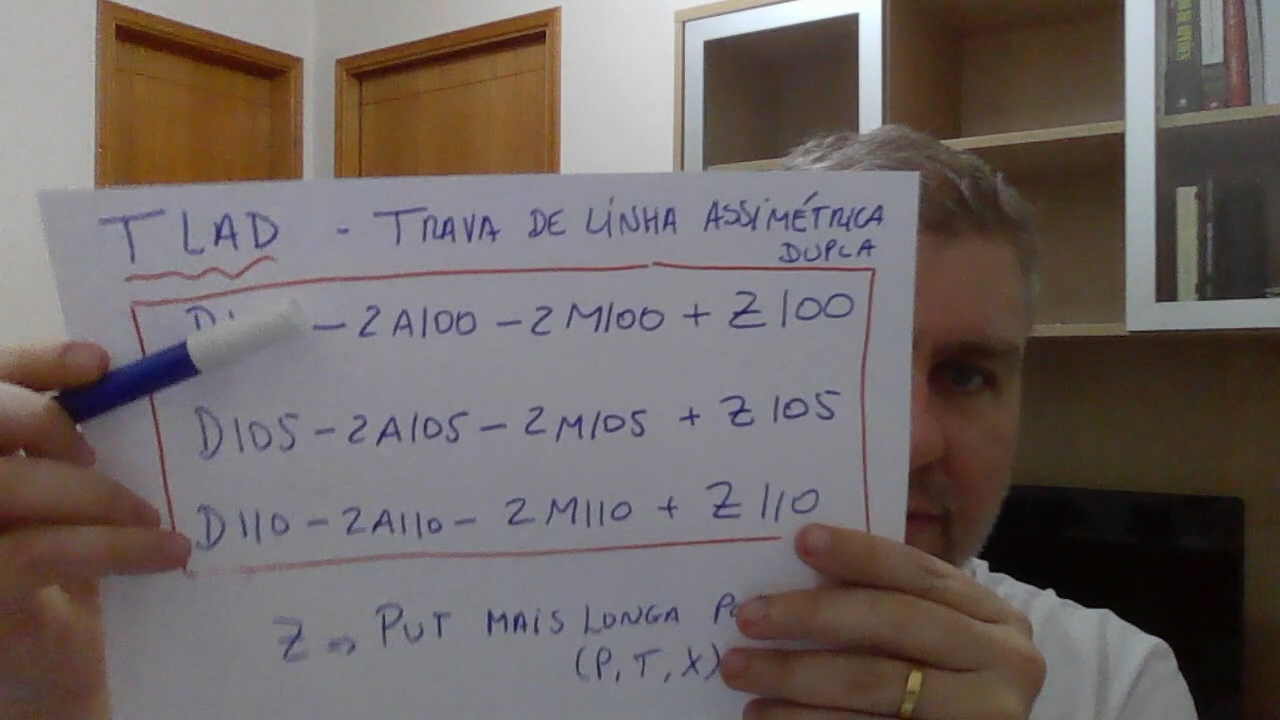 TLAD - TRAVA DE LINHA ASSIMÉTRICA
DUPLA
- 2A100 - 2M100 + Z100
D105 - 2A105 - 2M105 + Z105
D110 - 2A110 - 2M110 + Z110
Z => PUT MAIS LONGA
(P, T, X)